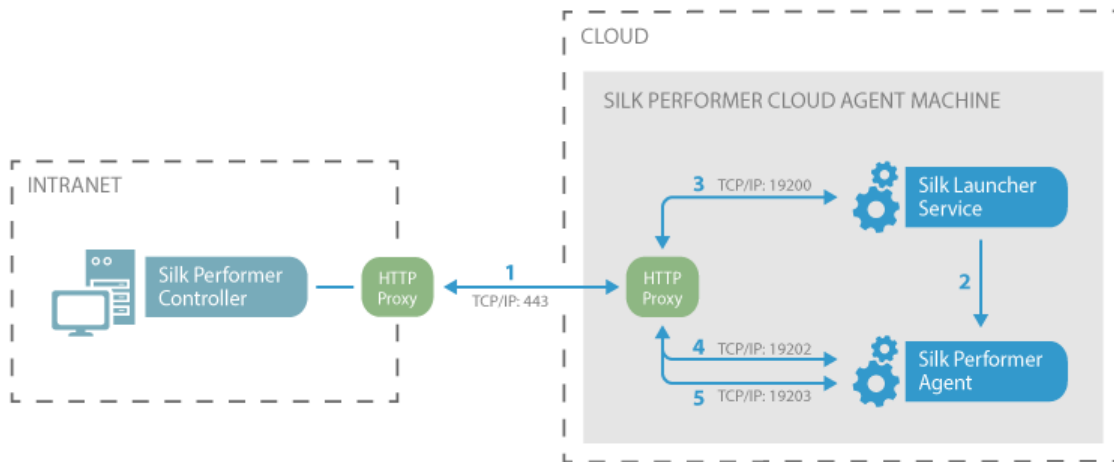 CLOUD
SILK PERFORMER CLOUD AGENT MACHINE
INTRANET
Silk Performer
Controller
HTTP
Proxy
1
TCP/IP: 443
HTTP
Proxy
3 TCP/IP: 19200
Silk Launcher
Service
2
4 TCP/IP: 19202
5 TCP/IP: 19203
Silk Performer
Agent